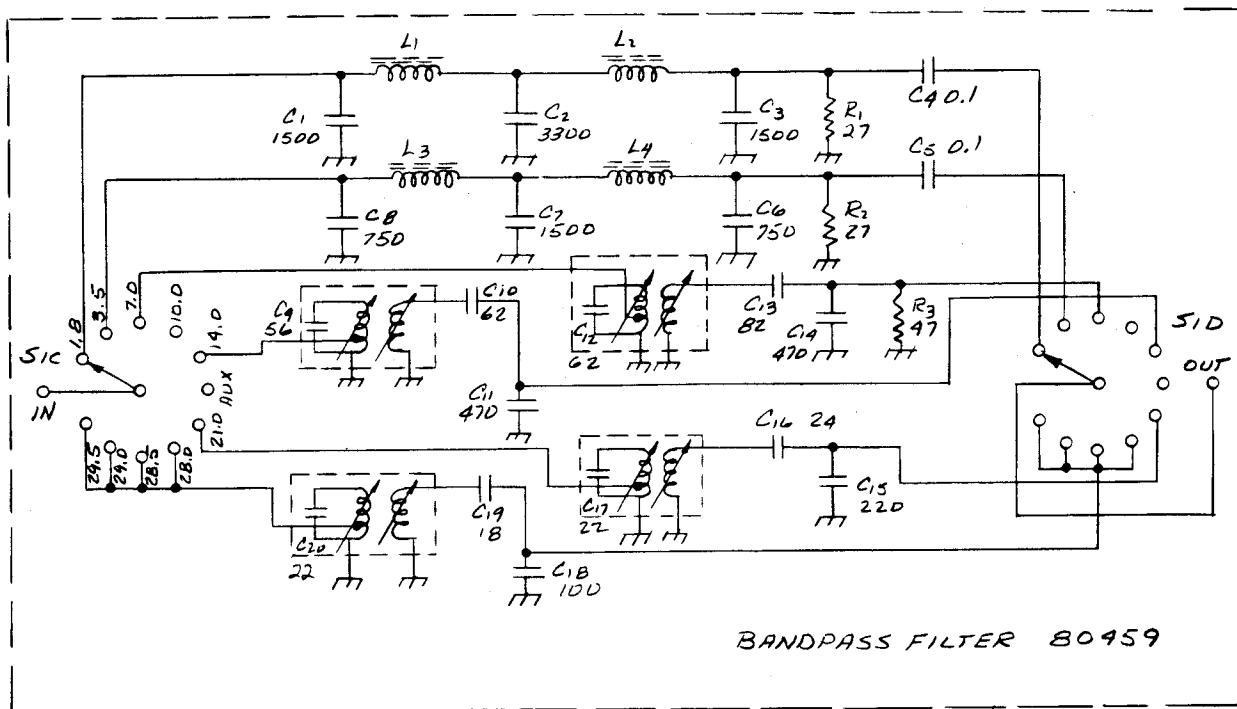 L1
L2
C1
1500
C2
3300
C3
1500
R1
27
C4 0.1
L3
L4
C5 0.1
C8
750
C7
1500
C6
750
R2
27
1.8
3.5
7.0
10.0
14.0
AUX
21.0
28.0
28.5
29.0
29.5
S1C
IN
C9
56
C10
62
C11
470
C12
62
C13
82
C14
470
R3
47
S1D
OUT
C16 24
C15
220
C17
22
C20
22
C19
18
C18
100
BANDPASS FILTER 80459